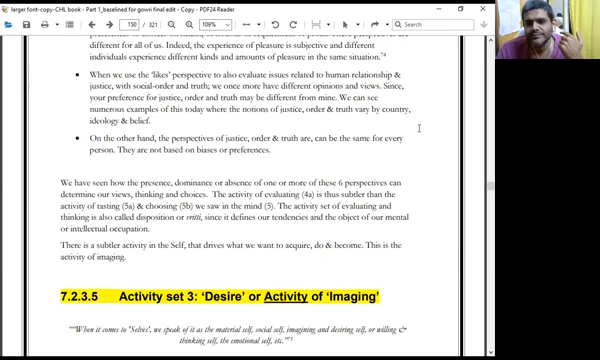 larger font-copy-CHL book - Part 1_baselined for gowri final edit - Copy - PDF24 Reader
150 / 321
109%
different for all of us. Indeed, the experience of pleasure is subjective and different
individuals experience different kinds and amounts of pleasure in the same situation.74
• When we use the 'likes' perspective to also evaluate issues related to human relationship &
justice, with social-order and truth; we once more have different opinions and views. Since,
your preference for justice, order and truth may be different from mine. We can see
numerous examples of this today where the notions of justice, order & truth vary by country,
ideology & belief.
• On the other hand, the perspectives of justice, order & truth are, can be the same for every
person. They are not based on biases or preferences.
We have seen how the presence, dominance or absence of one or more of these 6 perspectives can
determine our views, thinking and choices. The activity of evaluating (4a) is thus subtler than the
activity of tasting (5a) & choosing (5b) we saw in the mind (5). The activity set of evaluating and
thinking is also called disposition or vritti, since it defines our tendencies and the object of our mental
or intellectual occupation.
There is a subtler activity in the Self, that drives what we want to acquire, do & become. This is the
activity of imaging.
7.2.3.5 Activity set 3: 'Desire' or Activity of 'Imaging'
""When it comes to 'Selves', we speak of it as the material self, social self, imagining and desiring self, or willing &
thinking self, the emotional self, etc."75